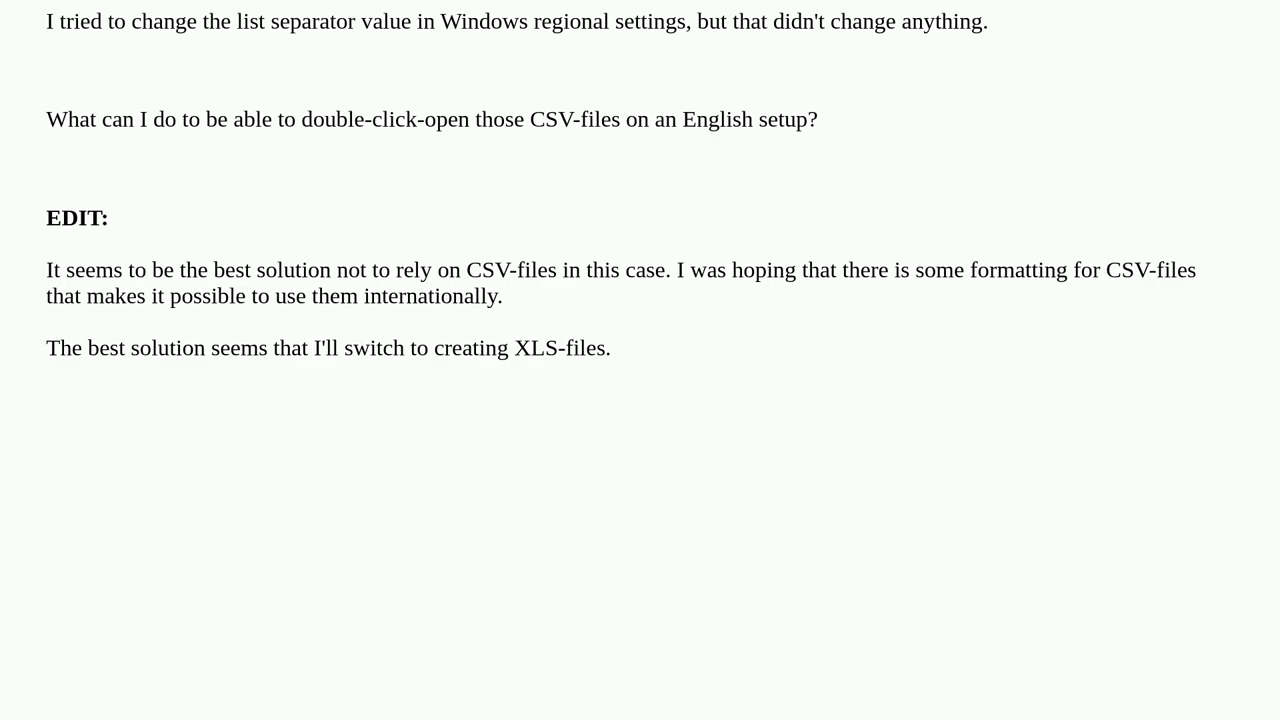 I tried to change the list separator value in Windows regional settings, but that didn't change anything.
What can I do to be able to double-click-open those CSV-files on an English setup?
EDIT:
It seems to be the best solution not to rely on CSV-files in this case. I was hoping that there is some formatting for CSV-files
that makes it possible to use them internationally.
The best solution seems that I'll switch to creating XLS-files.